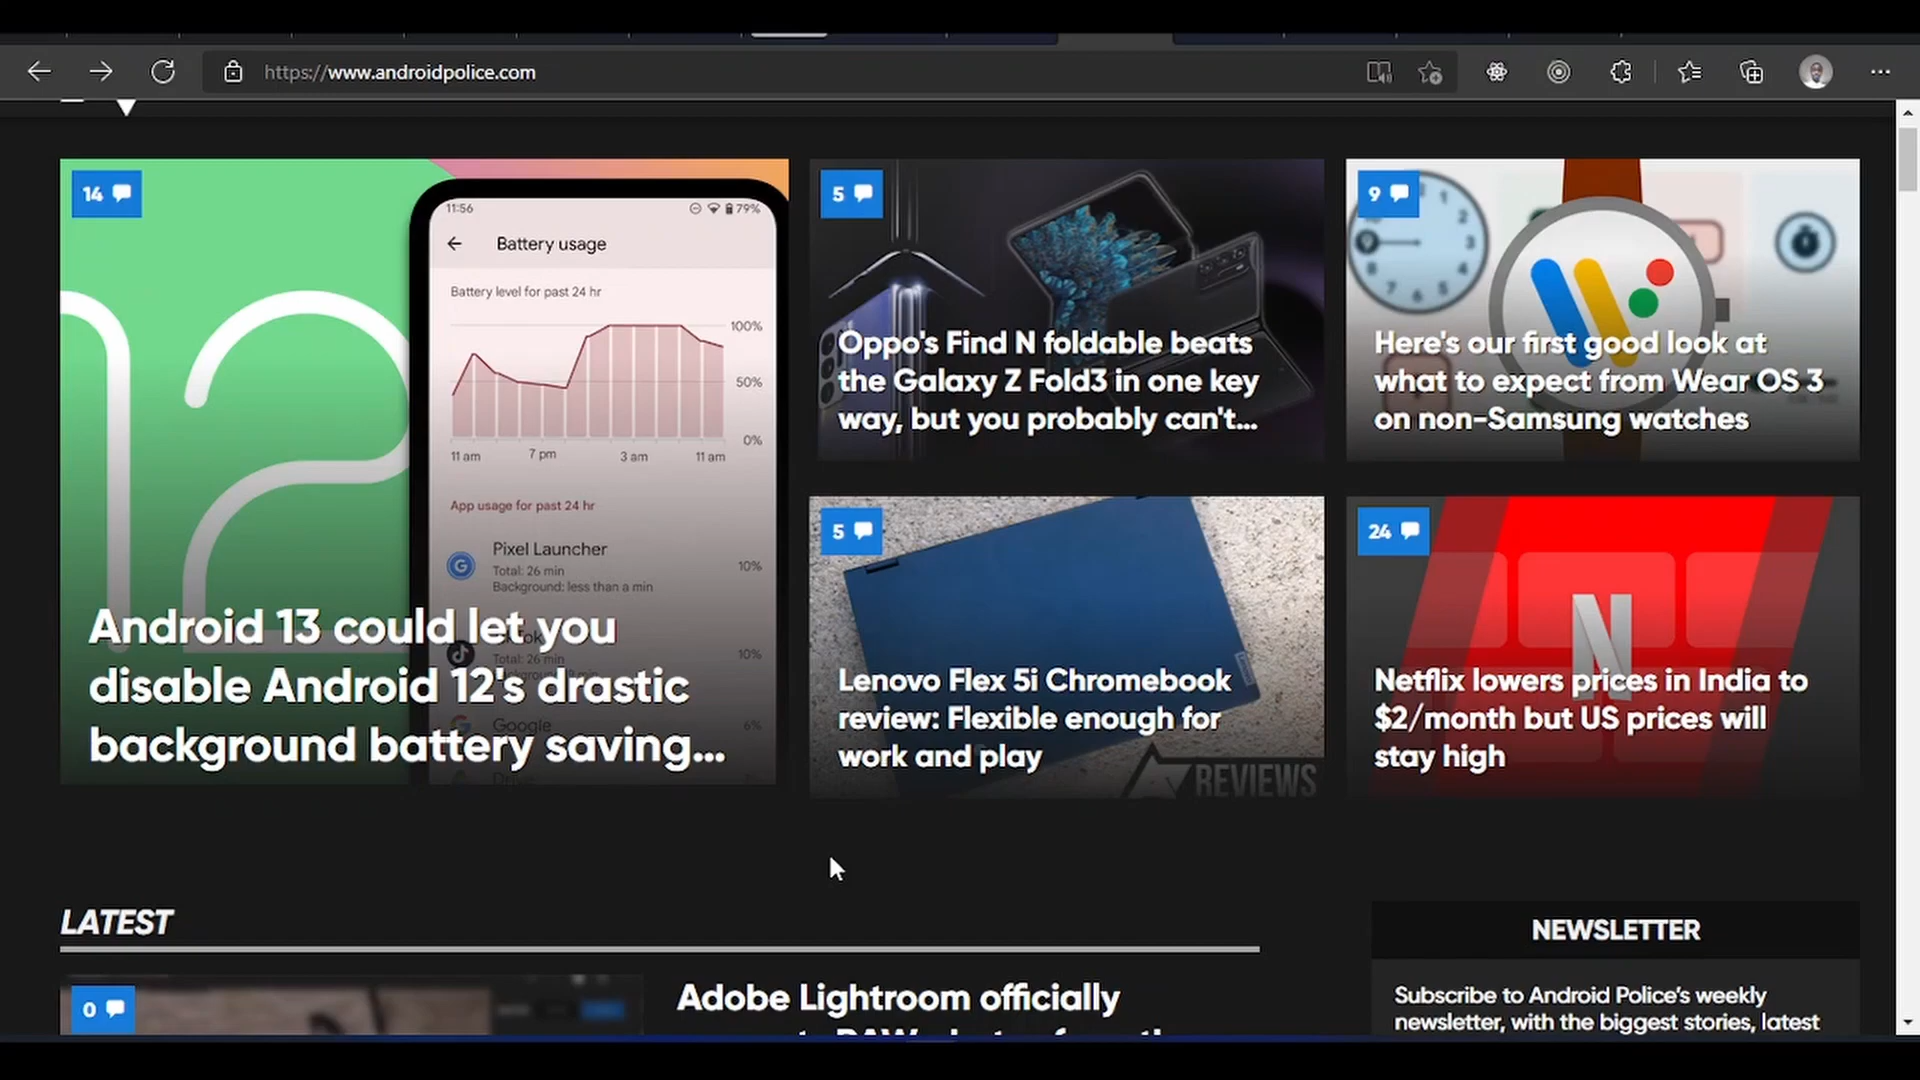 https://www.androidpolice.com
14
11:56
79%
Battery usage
Battery level for past 24 hr
100%
50%
0%
11 am
7 pm
3 am
11 am
App usage for past 24 hr
Pixel Launcher
Total: 26 min
Background: less than a min
10%
Total: 26 min
10%
Google
6%
Drive
Android 13 could let you
disable Android 12's drastic
background battery saving...
5
Oppo's Find N foldable beats
the Galaxy Z Fold3 in one key
way, but you probably can't...
9
Here's our first good look at
what to expect from Wear OS 3
on non-Samsung watches
5
Lenovo Flex 5i Chromebook
review: Flexible enough for
work and play
REVIEWS
24
N
Netflix lowers prices in India to
$2/month but US prices will
stay high
LATEST
0
Adobe Lightroom officially
NEWSLETTER
Subscribe to Android Police's weekly
newsletter, with the biggest stories, latest